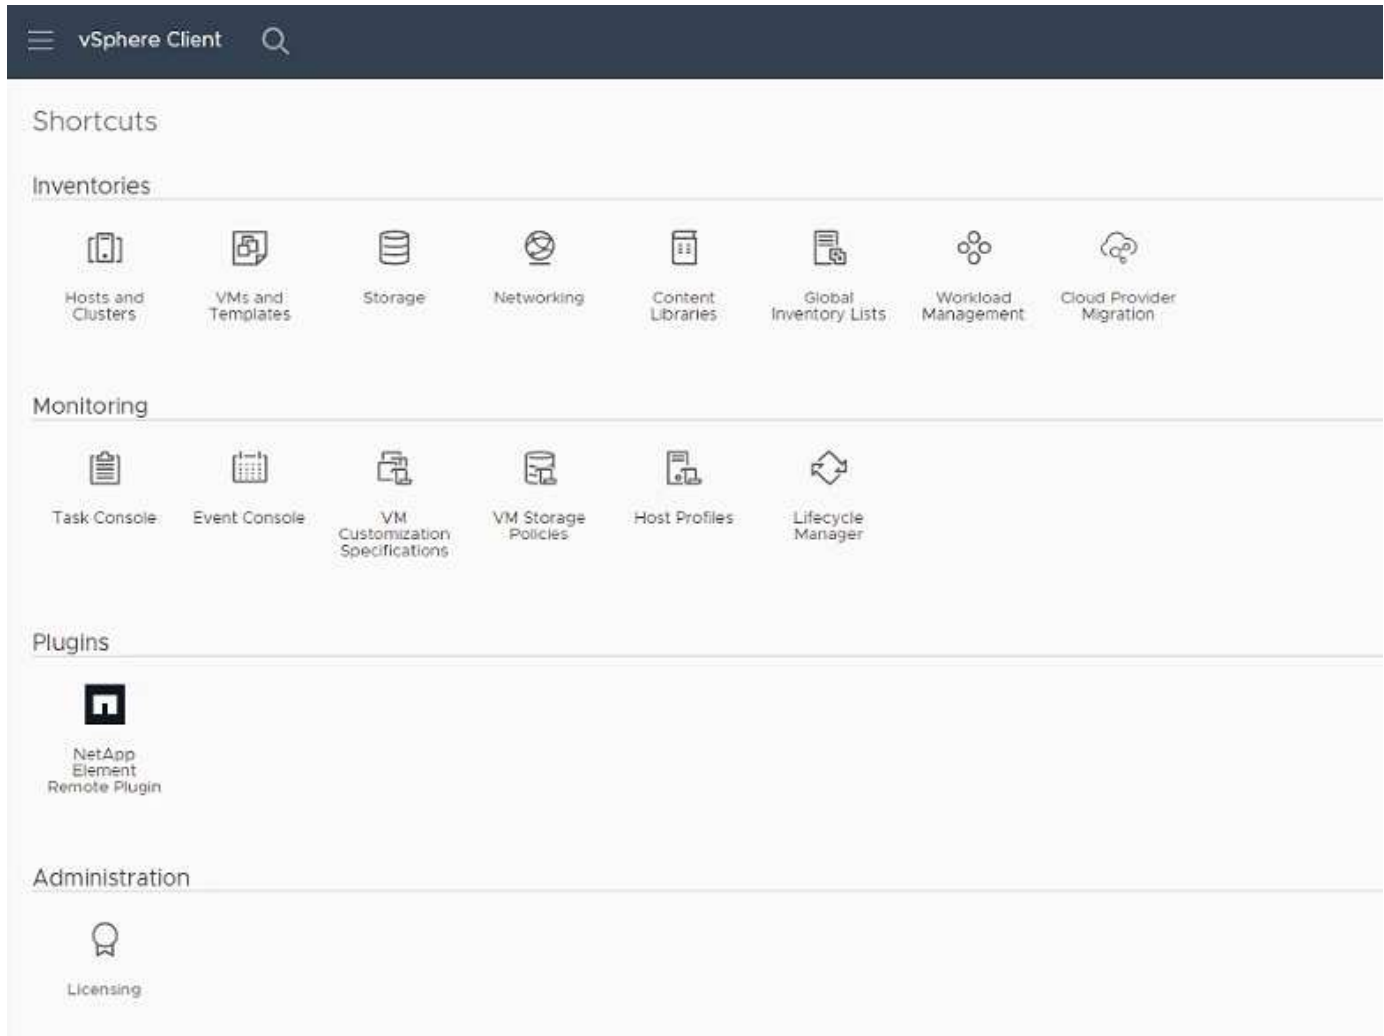 vSphere Client
Shortcuts
Inventories
Hosts and Clusters
VMs and Templates
Storage
Networking
Content Libraries
Global Inventory Lists
Workload Management
Cloud Provider Migration
Monitoring
Task Console
Event Console
VM Customization Specifications
VM Storage Policies
Host Profiles
Lifecycle Manager
Plugins
NetApp Element Remote Plugin
Administration
Licensing